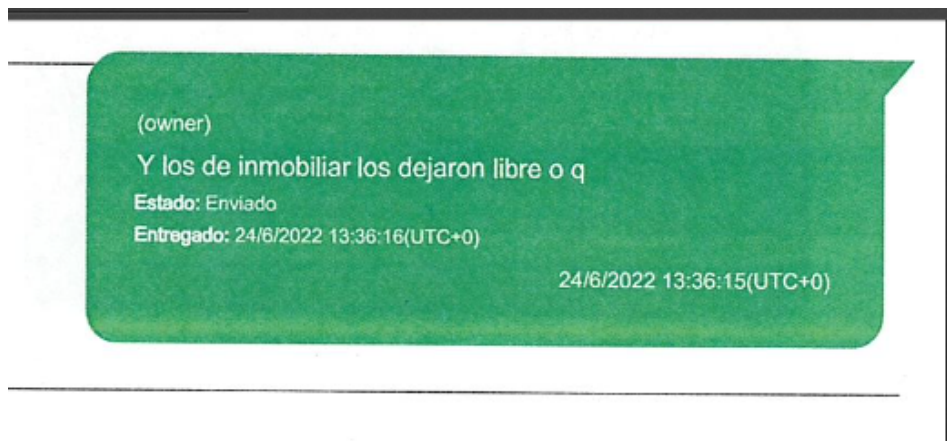 (owner)
Y los de inmobiliar los dejaron libre o q
Estado: Enviado
Entregado: 24/6/2022 13:36:16(UTC+0)
24/6/2022 13:36:15(UTC+0)